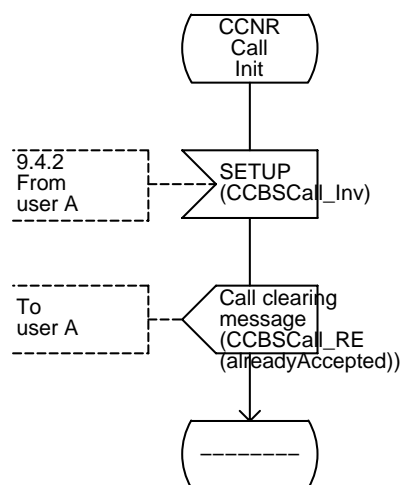 CCNR
Call
Init
9.4.2
From
user A
SETUP
(CCBSCall_Inv)
To
user A
Call clearing
message
(CCBSCall_RE
(alreadyAccepted))